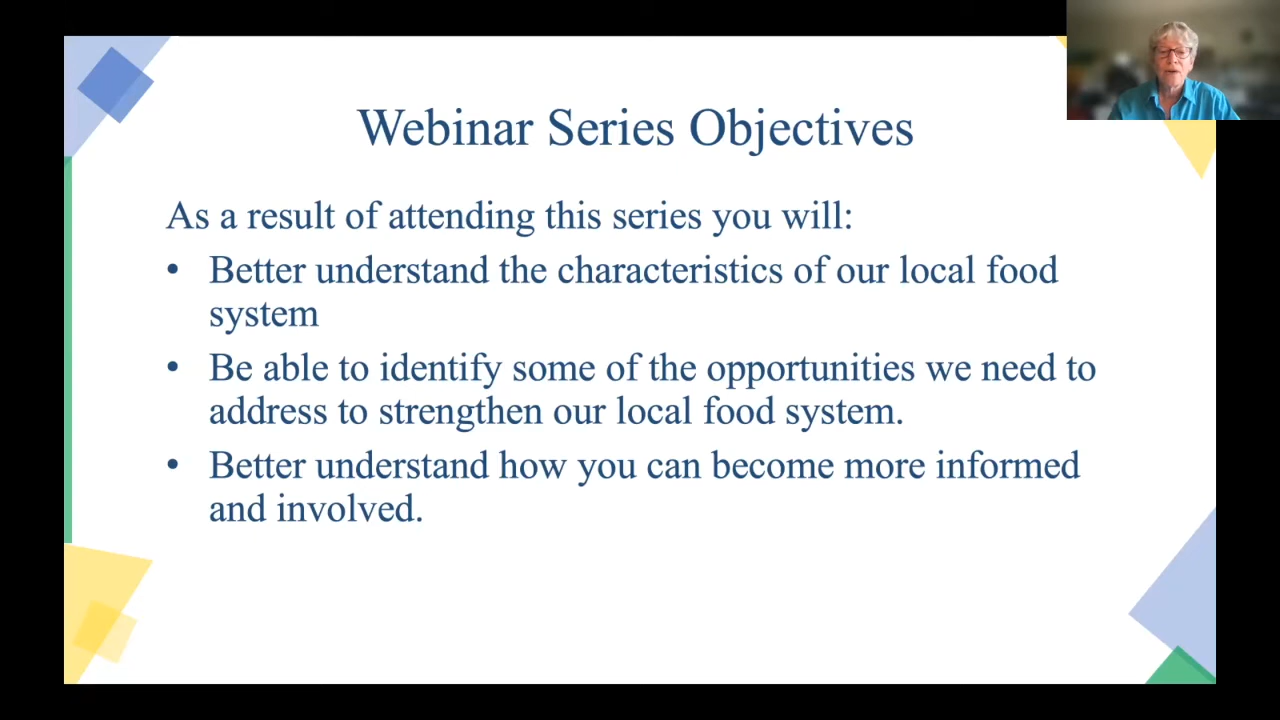 Webinar Series Objectives
As a result of attending this series you will:
• Better understand the characteristics of our local food
system
• Be able to identify some of the opportunities we need to
address to strengthen our local food system.
• Better understand how you can become more informed
and involved.